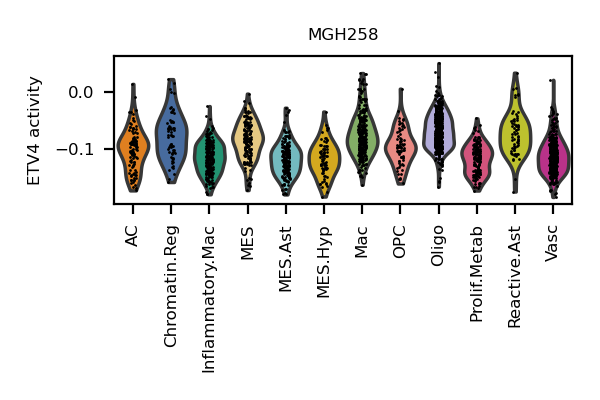 MGH258
ETV4 activity
0.0
−0.1
AC
Chromatin.Reg
Inflammatory.Mac
MES
MES.Ast
MES.Hyp
Mac
OPC
Oligo
Prolif.Metab
Reactive.Ast
Vasc